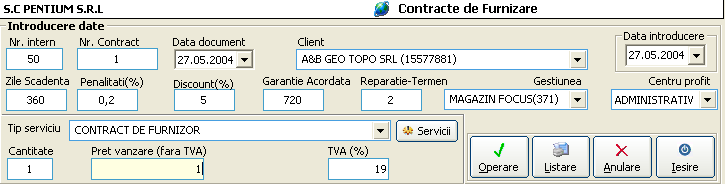 S.C PENTIUM S.R.L Contracte de Furnizare
Introducere date
Nr. intern Nr. Contract Data document Client Data introducere
50 1 27.05.2004 A&B GEO TOPO SRL (15577881) 27.05.2004
Zile Scadenta Penalitati(%) Discount(%) Garantie Acordata Reparatie-Termen Gestiunea Centru profit
360 0,2 5 720 2 MAGAZIN FOCUS(371) ADMINISTRATIV
Tip serviciu CONTRACT DE FURNIZOR Servicii
Cantitate Pret vanzare (fara TVA) TVA (%)
1 1 19
Operare Listare Anulare Iesire